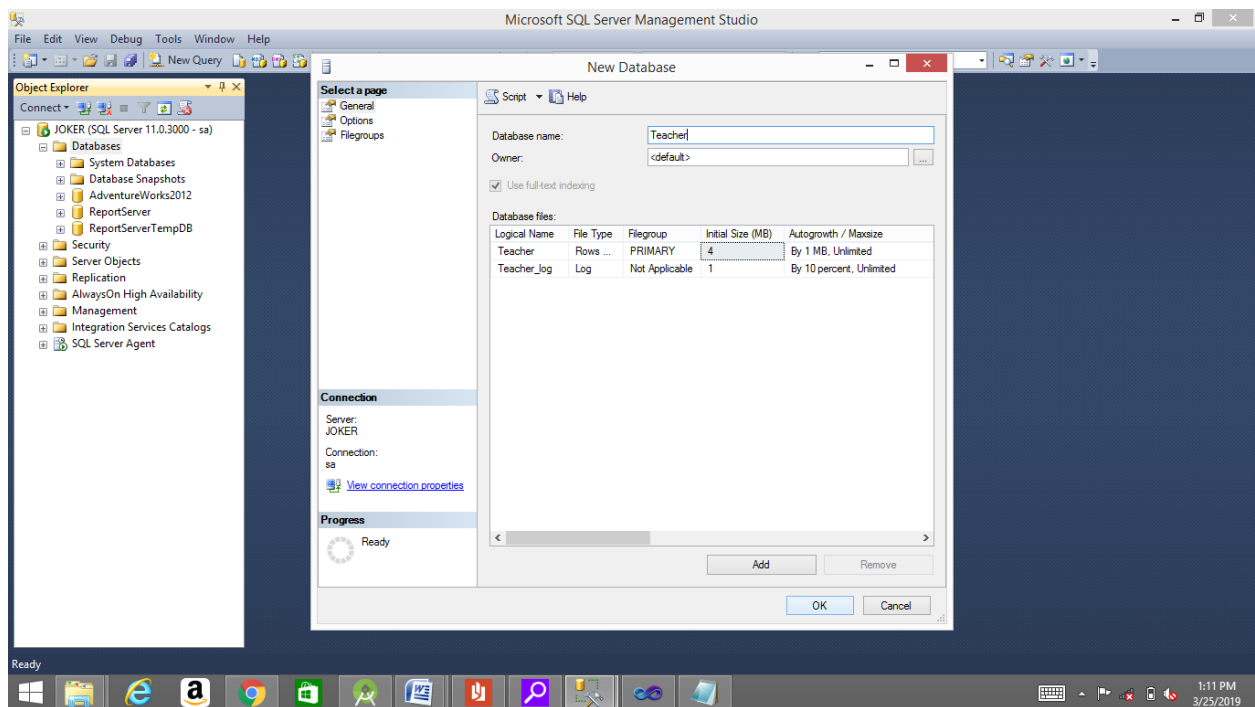 Microsoft SQL Server Management Studio
File Edit View Debug Tools Window Help
New Query
Object Explorer
Connect
JOKER (SQL Server 11.0.3000 - sa)
Databases
System Databases
Database Snapshots
AdventureWorks2012
ReportServer
ReportServerTempDB
Security
Server Objects
Replication
AlwaysOn High Availability
Management
Integration Services Catalogs
SQL Server Agent
New Database
Select a page
General
Options
Filegroups
Script Help
Database name: Teacher
Owner: <default> ...
Use full-text indexing
Database files:
Logical Name File Type Filegroup Initial Size (MB) Autogrowth / Maxsize
Teacher Rows ... PRIMARY 4 By 1 MB, Unlimited
Teacher_log Log Not Applicable 1 By 10 percent, Unlimited
Connection
Server:
JOKER
Connection:
sa
View connection properties
Progress
Ready
Add Remove
OK Cancel
Ready
1:11 PM
3/25/2019